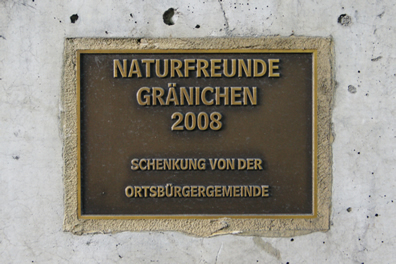 NATURFREUNDE
GRÄNICHEN
2008
SCHENKUNG VON DER
ORTSBÜRGERGEMEINDE